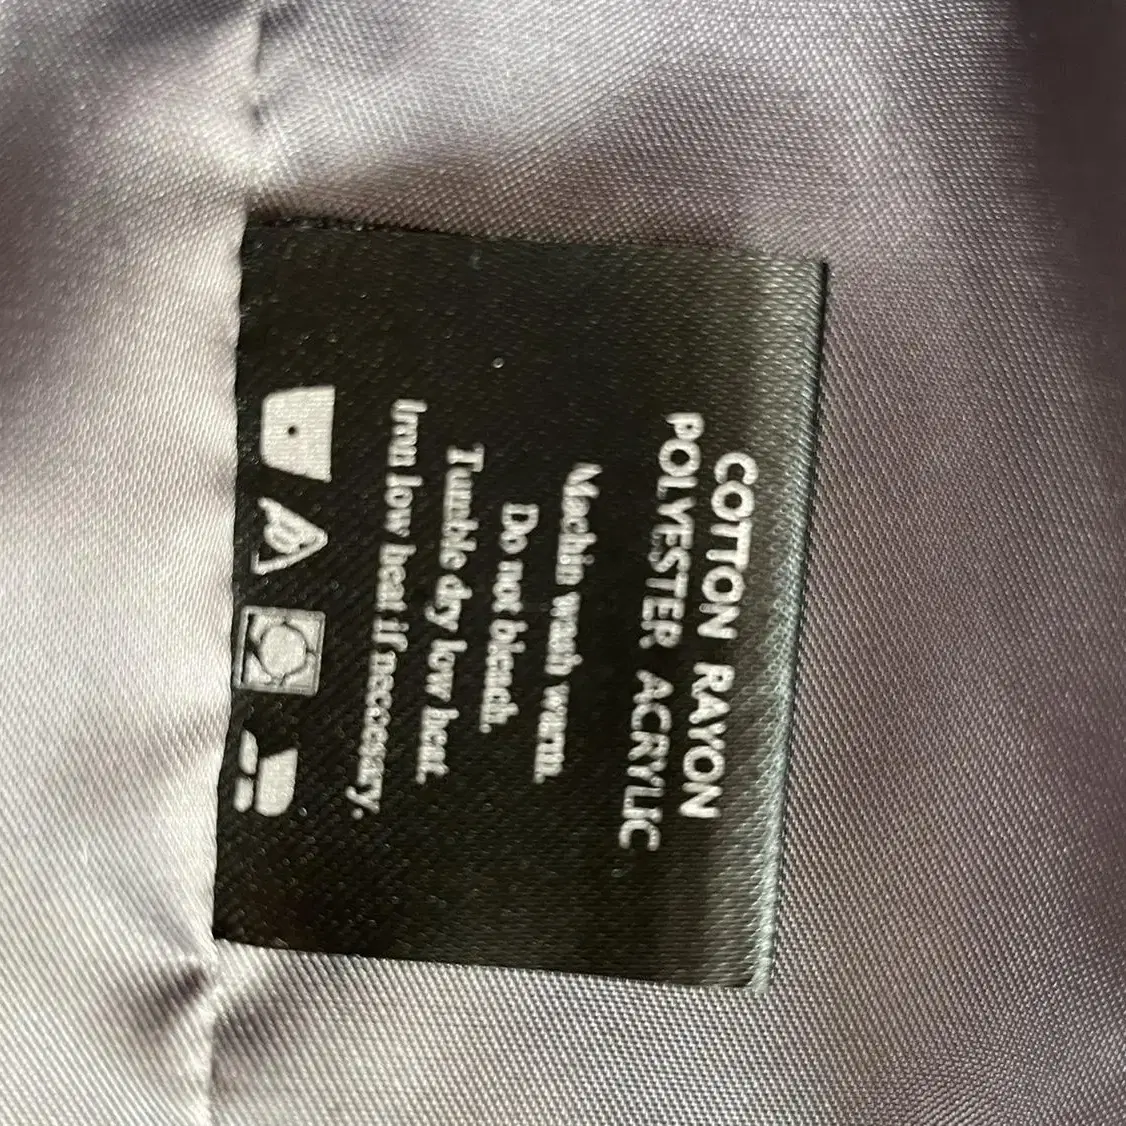 COTTON RAYON
POLYESTER ACRYLIC
Machin wash warm.
Do not bleach.
Tumble dry low heat.
Iron low heat if necessary.